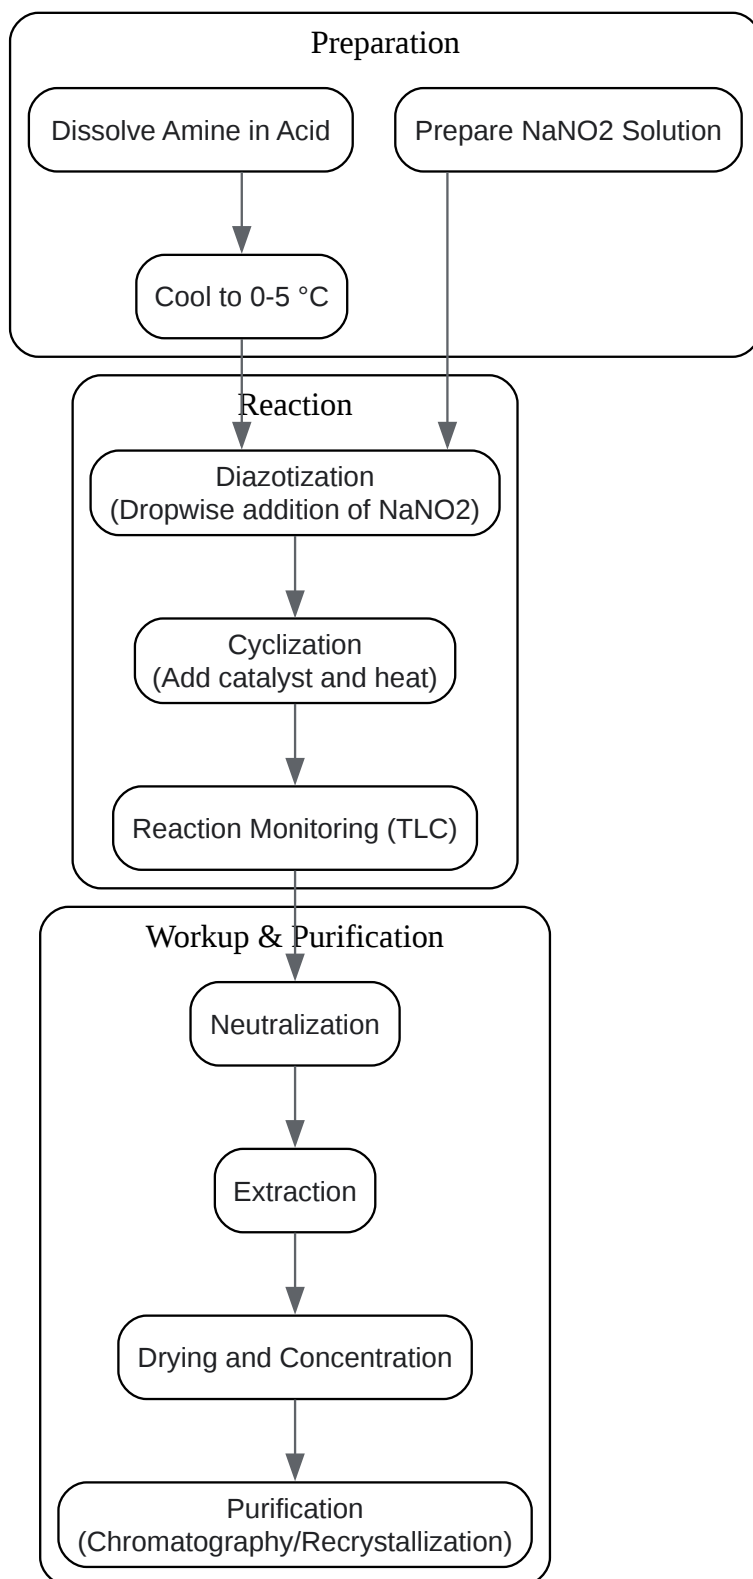 Preparation
Dissolve Amine in Acid
Prepare NaNO2 Solution
Cool to 0-5 °C
Reaction
Diazotization
(Dropwise addition of NaNO2)
Cyclization
(Add catalyst and heat)
Reaction Monitoring (TLC)
Workup & Purification
Neutralization
Extraction
Drying and Concentration
Purification
(Chromatography/Recrystallization)